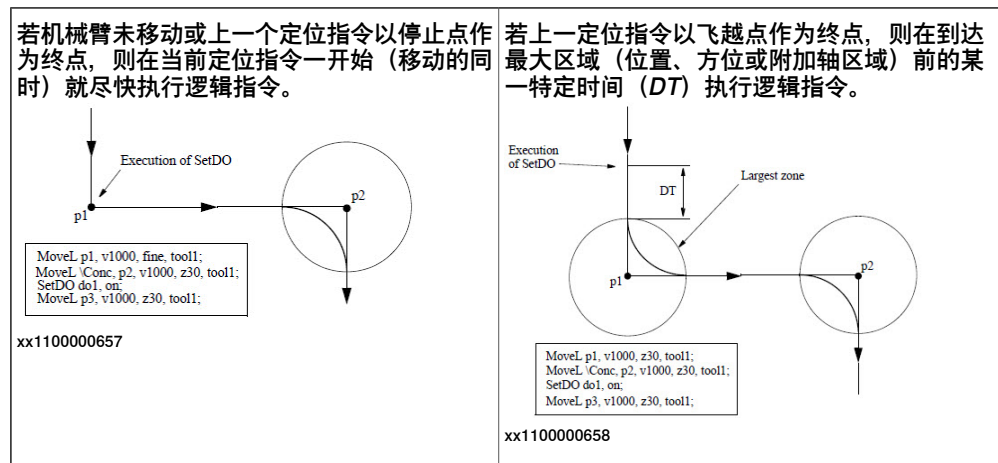 若机械臂未移动或上一个定位指令以停止点作
为终点，则在当前定位指令一开始（移动的同
时）就尽快执行逻辑指令。
Execution of SetDO
p1
p2
MoveL p1, v1000, fine, tool1;
MoveL \Conc, p2, v1000, z30, tool1;
SetDO do1, on;
MoveL p3, v1000, z30, tool1;
xx1100000657
若上一定位指令以飞越点作为终点，则在到达
最大区域（位置、方位或附加轴区域）前的某
一特定时间（DT）执行逻辑指令。
Execution
of SetDO
DT
Largest zone
p1
p2
MoveL p1, v1000, z30, tool1;
MoveL \Conc, p2, v1000, z30, tool1;
SetDO do1, on;
MoveL p3, v1000, z30, tool1;
xx1100000658